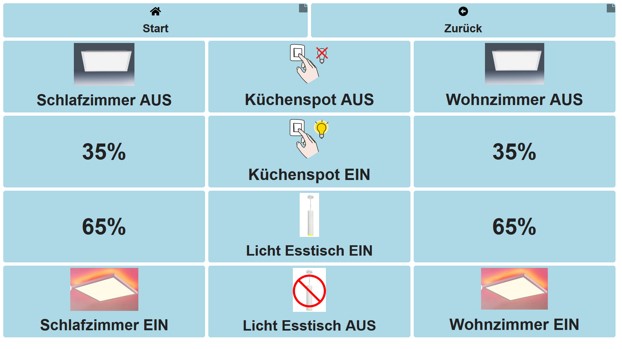 Start
Zurück
Schlafzimmer AUS
Küchenspot AUS
Wohnzimmer AUS
35%
Küchenspot EIN
35%
65%
Licht Esstisch EIN
65%
Schlafzimmer EIN
Licht Esstisch AUS
Wohnzimmer EIN